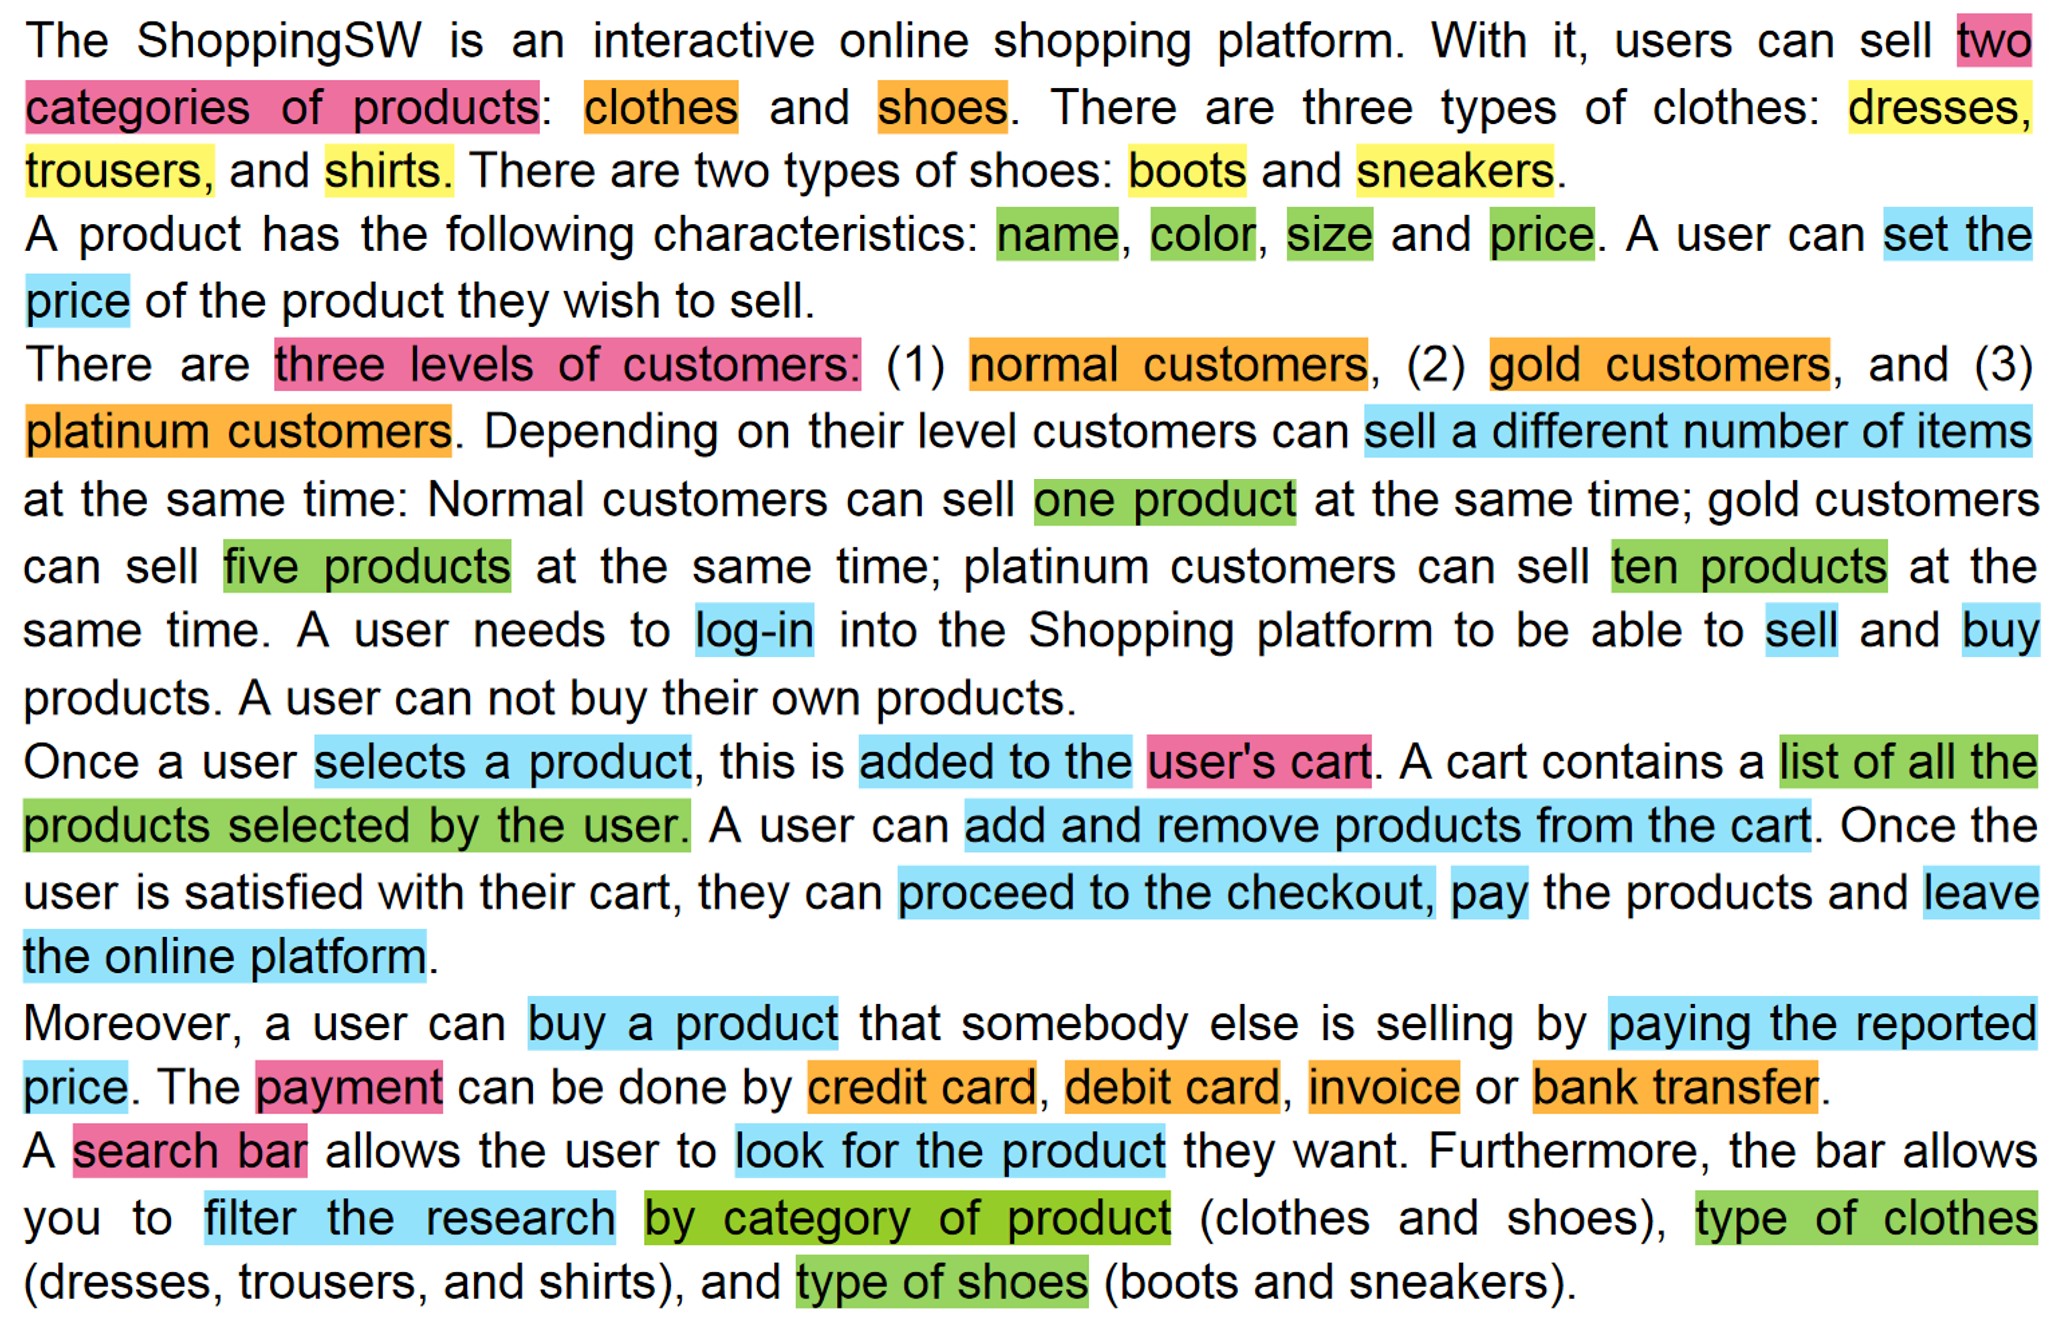 The ShoppingSW is an interactive online shopping platform. With it, users can sell two
categories of products: clothes and shoes. There are three types of clothes: dresses,
trousers, and shirts. There are two types of shoes: boots and sneakers.
A product has the following characteristics: name, color, size and price. A user can set the
price of the product they wish to sell.
There are three levels of customers: (1) normal customers, (2) gold customers, and (3)
platinum customers. Depending on their level customers can sell a different number of items
at the same time: Normal customers can sell one product at the same time; gold customers
can sell five products at the same time; platinum customers can sell ten products at the
same time. A user needs to log-in into the Shopping platform to be able to sell and buy
products. A user can not buy their own products.
Once a user selects a product, this is added to the user's cart. A cart contains a list of all the
products selected by the user. A user can add and remove products from the cart. Once the
user is satisfied with their cart, they can proceed to the checkout, pay the products and leave
the online platform.
Moreover, a user can buy a product that somebody else is selling by paying the reported
price. The payment can be done by credit card, debit card, invoice or bank transfer.
A search bar allows the user to look for the product they want. Furthermore, the bar allows
you to filter the research by category of product (clothes and shoes), type of clothes
(dresses, trousers, and shirts), and type of shoes (boots and sneakers).